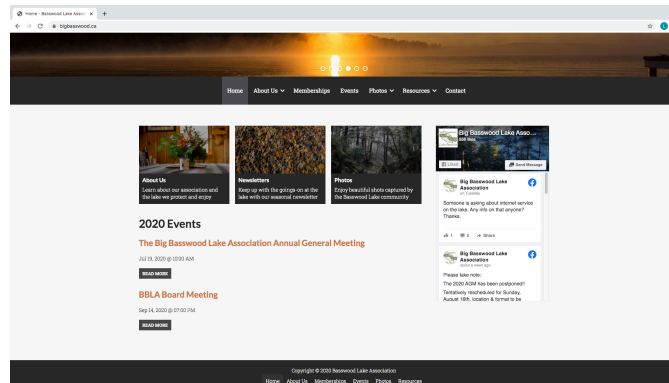 Home - Basswood Lake Assoc
bigbasswood.ca
Home About Us Memberships Events Photos Resources Contact
About Us
Learn about our association and
the lake we protect and enjoy
Newsletters
Keep up with the goings on at the
lake with our seasonal newsletter
Photos
Enjoy beautiful shots captured by
the Basswood Lake community
2020 Events
The Big Basswood Lake Association Annual General Meeting
Jul 19, 2020 @ 10:00 AM
READ MORE
BBLA Board Meeting
Sep 14, 2020 @ 07:00 PM
READ MORE
Big Basswood Lake Asso...
likes
Liked
Send Message
Big Basswood Lake
Association
on Tuesday
Someone is asking about internet service
on the lake. Any info on that anyone?
Thanks.
1 Share
Big Basswood Lake
Association
about a week ago
Please take note:
The 2020 AGM has been postponed!!
Tentatively rescheduled for Sunday,
August 16th, location & format to be
Copyright © 2020 Basswood Lake Association
Home About Us Memberships Events Photos Resources